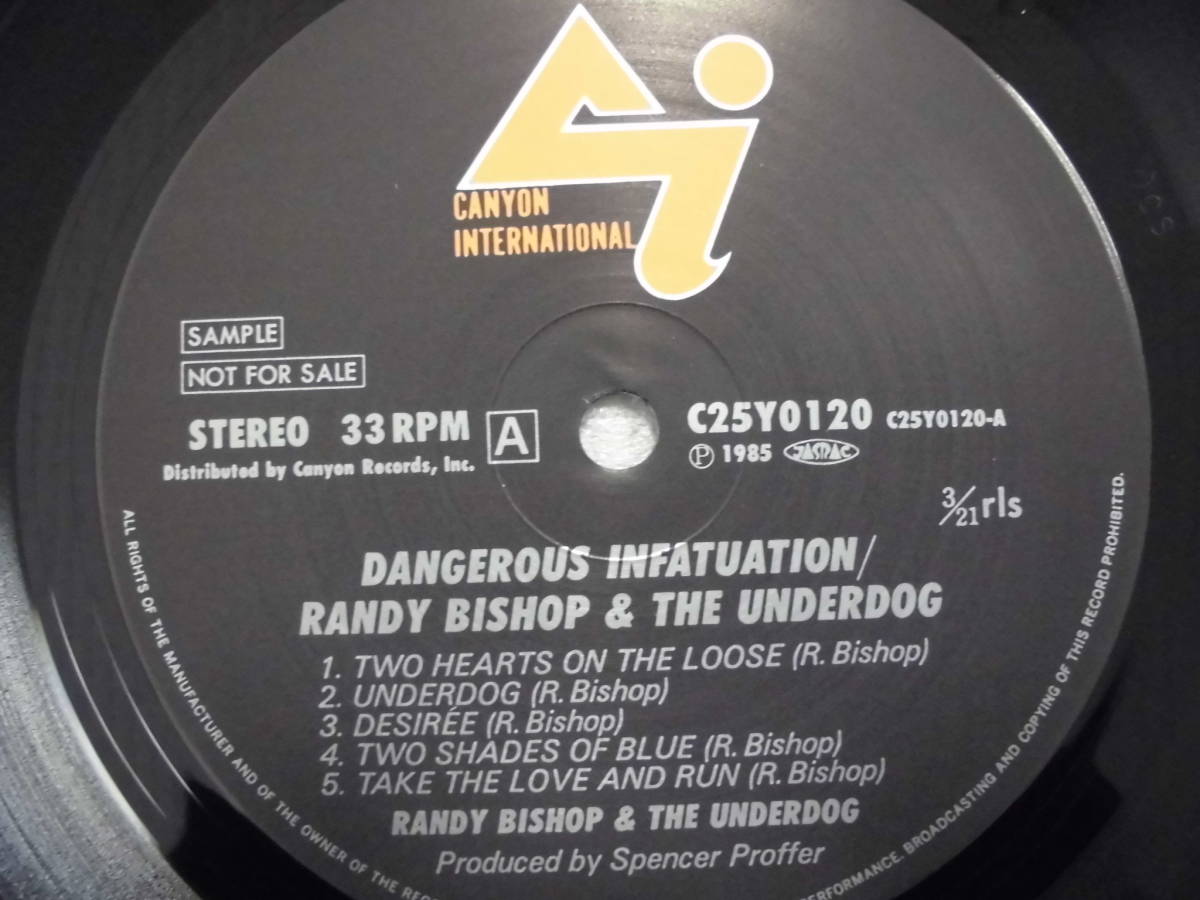 CANYON
INTERNATIONAL
SAMPLE
NOT FOR SALE
STEREO 33 RPM A C25Y0120 C25Y0120-A
Distributed by Canyon Records, Inc. Ⓟ 1985 JASRAC
3/21 rls
DANGEROUS INFATUATION/
RANDY BISHOP & THE UNDERDOG
1. TWO HEARTS ON THE LOOSE (R. Bishop)
2. UNDERDOG (R. Bishop)
3. DESIRÉE (R. Bishop)
4. TWO SHADES OF BLUE (R. Bishop)
5. TAKE THE LOVE AND RUN (R. Bishop)
RANDY BISHOP & THE UNDERDOG
Produced by Spencer Proffer
ALL RIGHTS OF THE MANUFACTURER AND OF THE OWNER OF THE
PERFORMANCE, BROADCASTING AND COPYING OF THIS RECORD PROHIBITED.